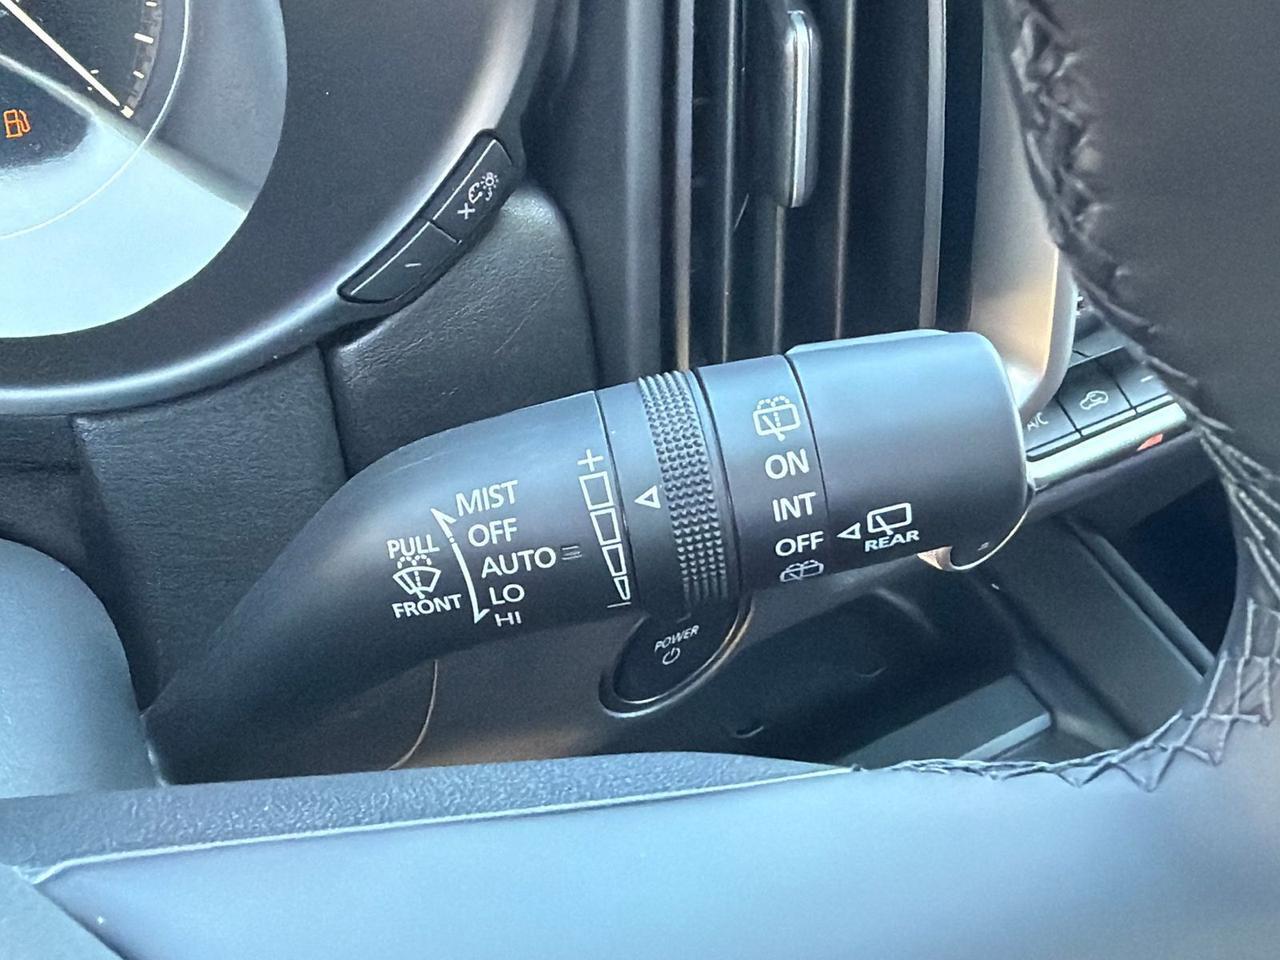 MIST
OFF
AUTO
LO
HI
PULL
FRONT
+
-
ON
INT
OFF
REAR
POWER
A/C